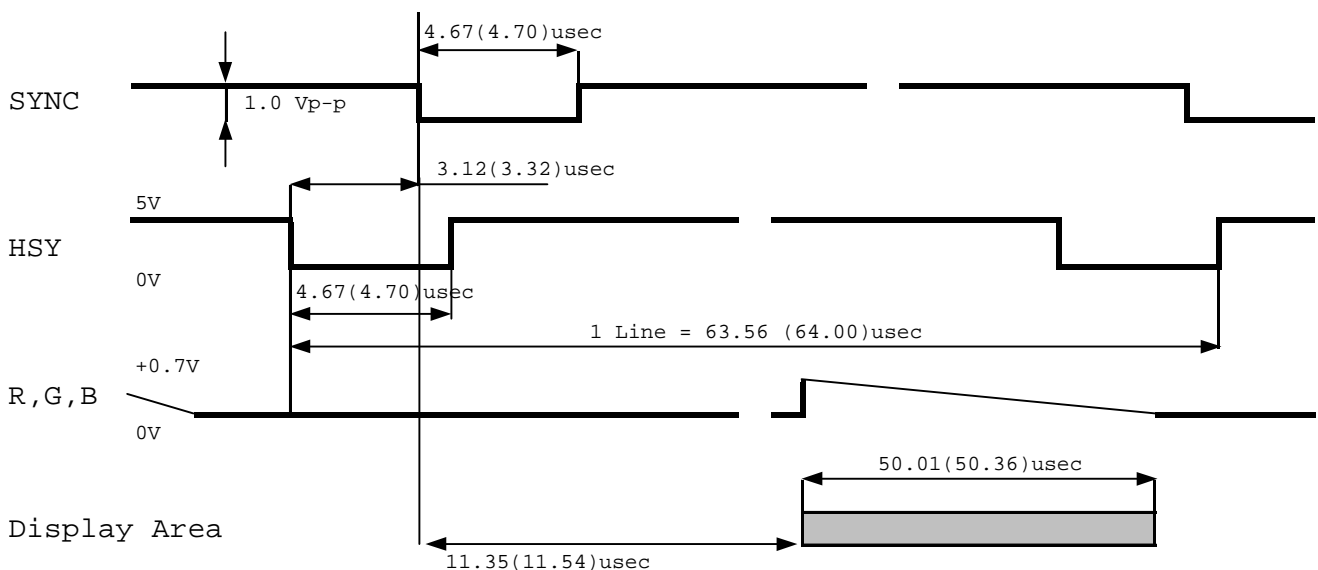 4.67(4.70)usec
SYNC
1.0 Vp-p
3.12(3.32)usec
5V
HSY
0V
4.67(4.70)usec
1 Line = 63.56 (64.00)usec
+0.7V
R,G,B
0V
50.01(50.36)usec
Display Area
11.35(11.54)usec